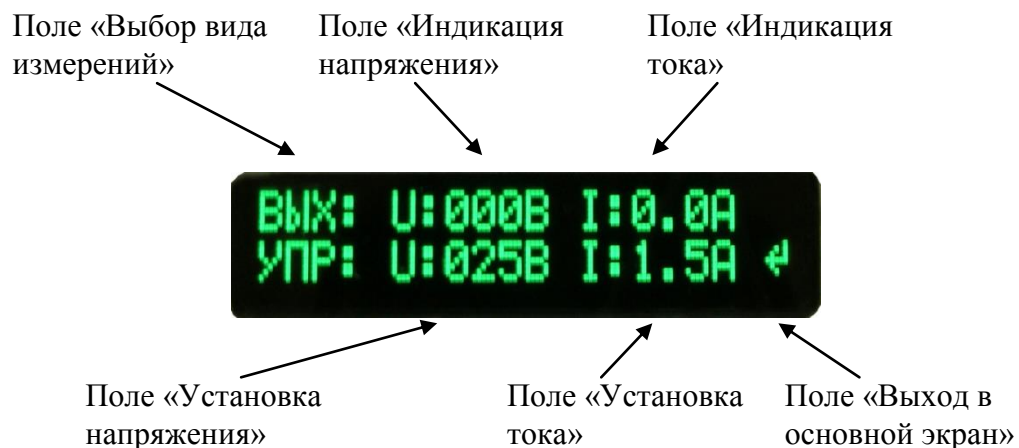 Поле «Выбор вида
измерений»
Поле «Индикация
напряжения»
Поле «Индикация
тока»
ВЫХ: U:000В I:0.0А
УПР: U:025В I:1.5А ↵
Поле «Установка
напряжения»
Поле «Установка
тока»
Поле «Выход в
основной экран»